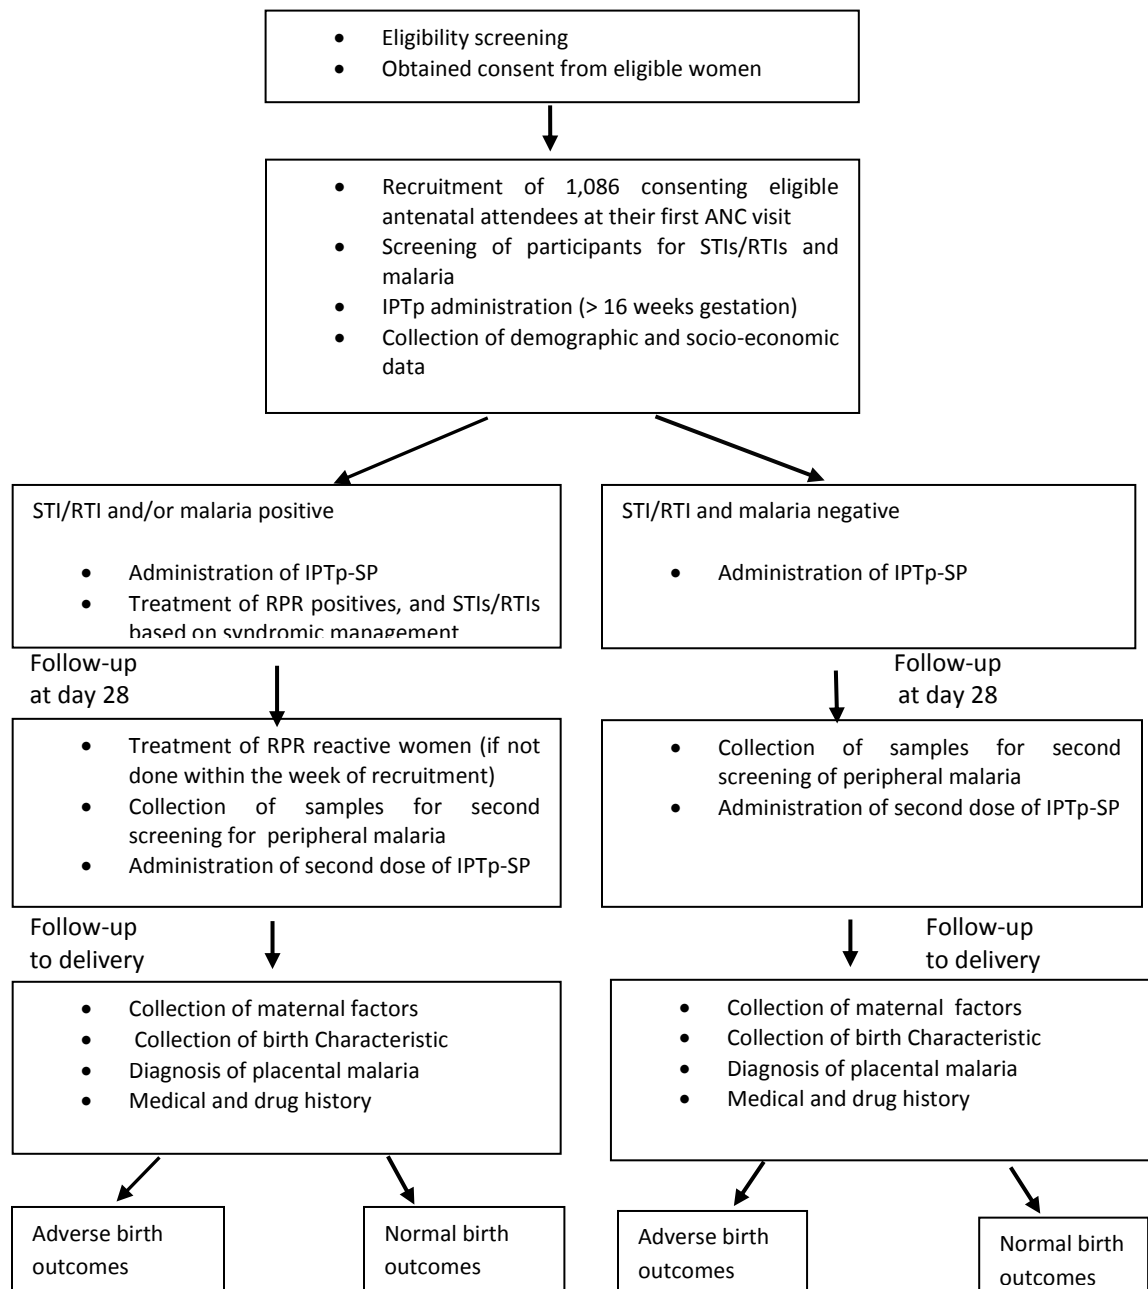 • Eligibility screening
• Obtained consent from eligible women
• Recruitment of 1,086 consenting eligible
antenatal attendees at their first ANC visit
• Screening of participants for STIs/RTIs and
malaria
• IPTp administration (> 16 weeks gestation)
• Collection of demographic and socio-economic
data
STI/RTI and/or malaria positive
• Administration of IPTp-SP
• Treatment of RPR positives, and STIs/RTIs
based on syndromic management
STI/RTI and malaria negative
• Administration of IPTp-SP
Follow-up
at day 28
Follow-up
at day 28
• Treatment of RPR reactive women (if not
done within the week of recruitment)
• Collection of samples for second
screening for peripheral malaria
• Administration of second dose of IPTp-SP
• Collection of samples for second
screening of peripheral malaria
• Administration of second dose of IPTp-SP
Follow-up
to delivery
Follow-up
to delivery
• Collection of maternal factors
• Collection of birth Characteristic
• Diagnosis of placental malaria
• Medical and drug history
• Collection of maternal factors
• Collection of birth Characteristic
• Diagnosis of placental malaria
• Medical and drug history
Adverse birth
outcomes
Normal birth
outcomes
Adverse birth
outcomes
Normal birth
outcomes